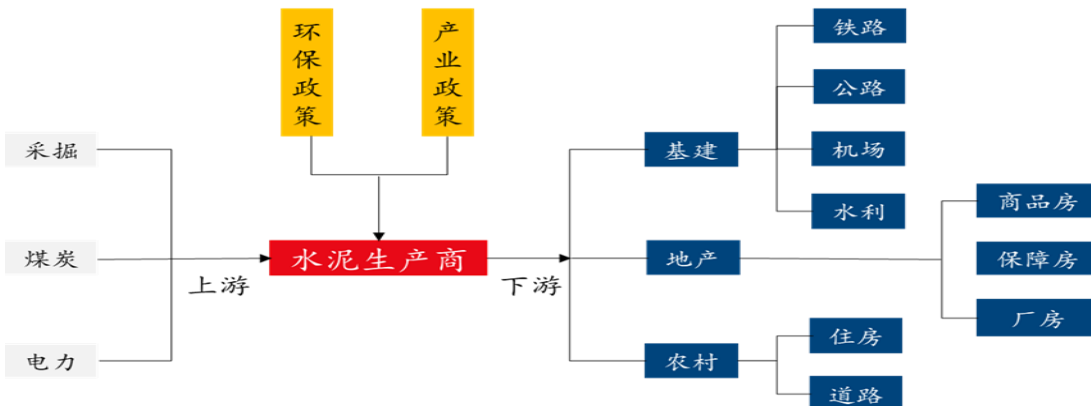 环保政策
产业政策
采掘
煤炭
电力
上游
水泥生产商
下游
基建
地产
农村
铁路
公路
机场
水利
商品房
保障房
厂房
住房
道路